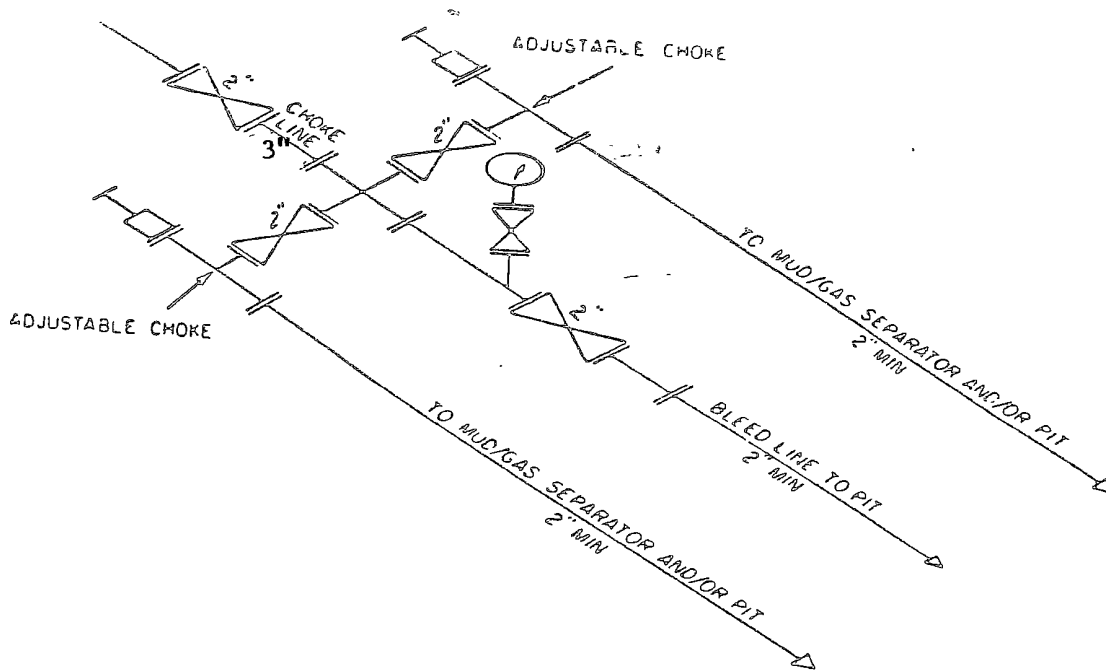 ADJUSTABLE CHOKE
2"
CHOKE
LINE
3"
2"
P
2"
ADJUSTABLE CHOKE
2"
TO MUD/GAS SEPARATOR AND/OR PIT
2" MIN
BLEED LINE TO PIT
2" MIN
TO MUD/GAS SEPARATOR AND/OR PIT
2" MIN